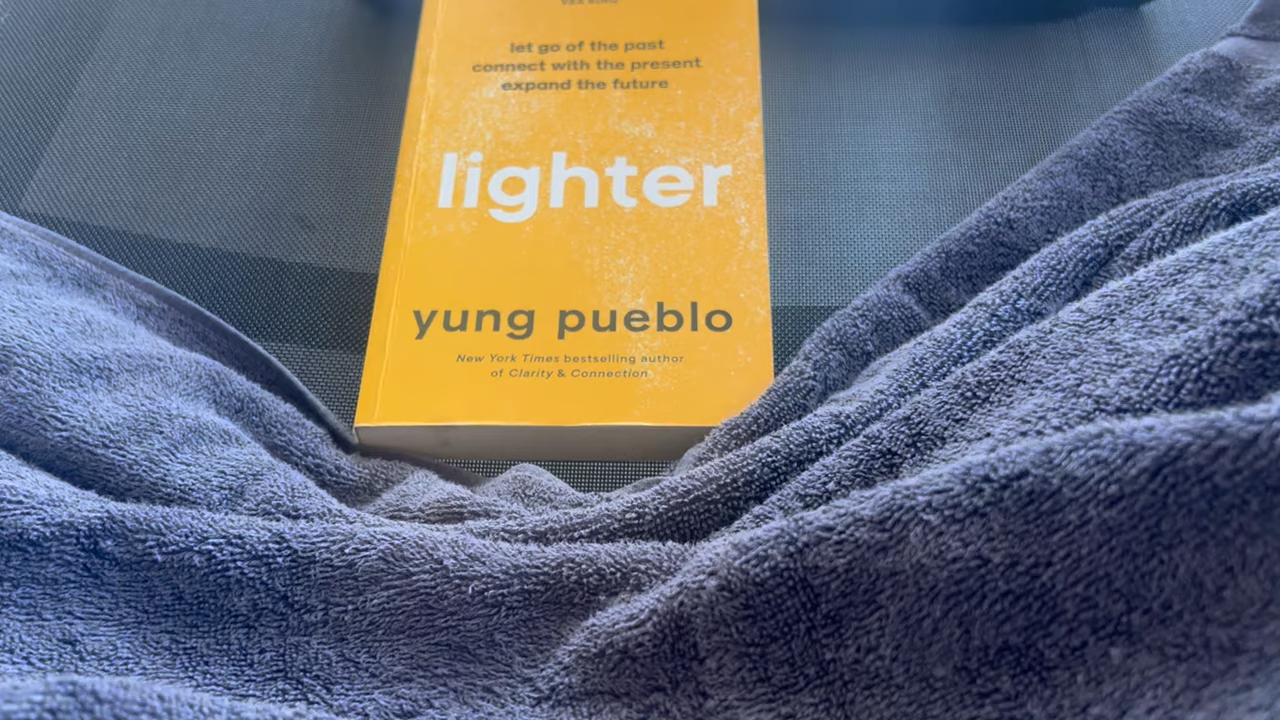 let go of the past
connect with the present
expand the future
lighter
yung pueblo
New York Times bestselling author
of Clarity & Connection